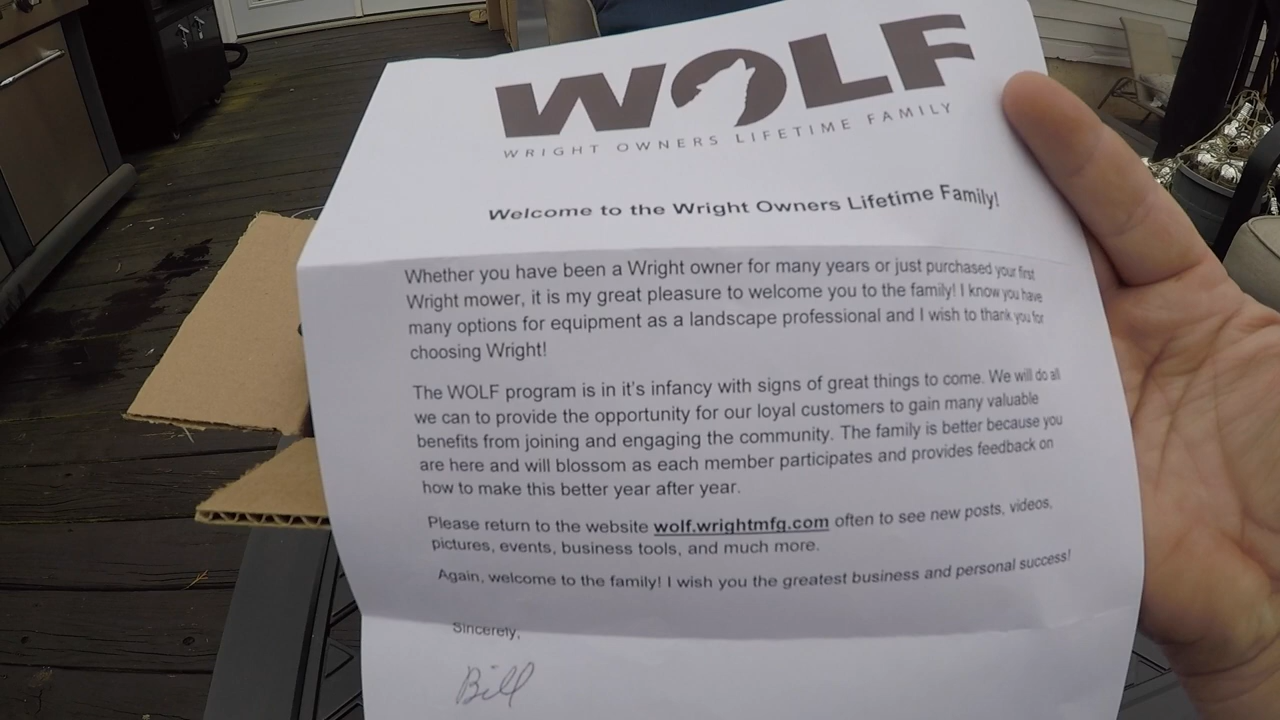 WOLF
WRIGHT OWNERS LIFETIME FAMILY
Welcome to the Wright Owners Lifetime Family!
Whether you have been a Wright owner for many years or just purchased your first
Wright mower, it is my great pleasure to welcome you to the family! I know you have
many options for equipment as a landscape professional and I wish to thank you for
choosing Wright!
The WOLF program is in it's infancy with signs of great things to come. We will do all
we can to provide the opportunity for our loyal customers to gain many valuable
benefits from joining and engaging the community. The family is better because you
are here and will blossom as each member participates and provides feedback on
how to make this better year after year.
Please return to the website wolf.wrightmfg.com often to see new posts, videos,
pictures, events, business tools, and much more.
Again, welcome to the family! I wish you the greatest business and personal success!
Sincerely,
Bill